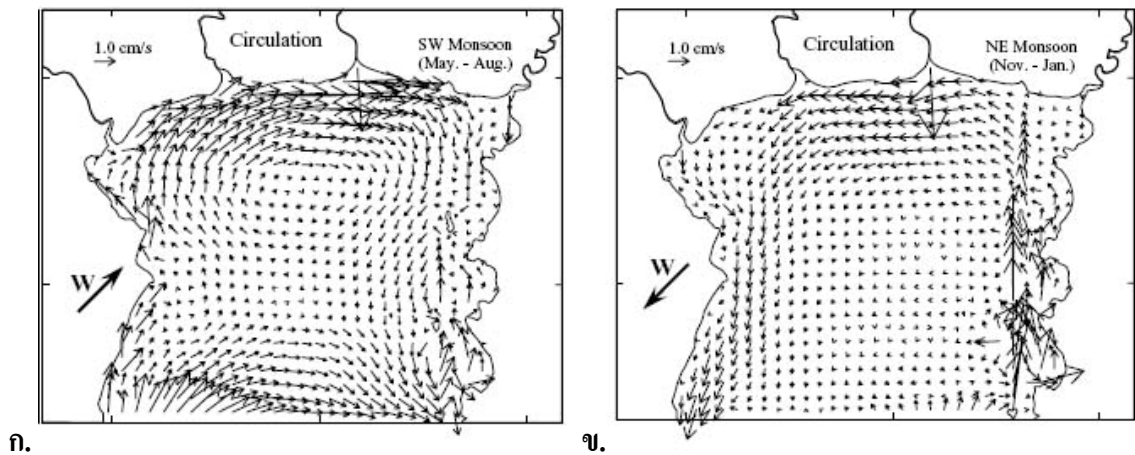 1.0 cm/s
Circulation
SW Monsoon
(May. - Aug.)
W
ก.
1.0 cm/s
Circulation
NE Monsoon
(Nov. - Jan.)
W
ข.